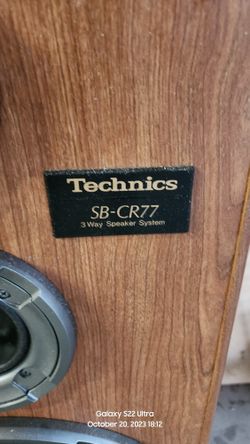 Technics
SB-CR77
3 Way Speaker System
Galaxy S22 Ultra
October 20, 2023 18:12